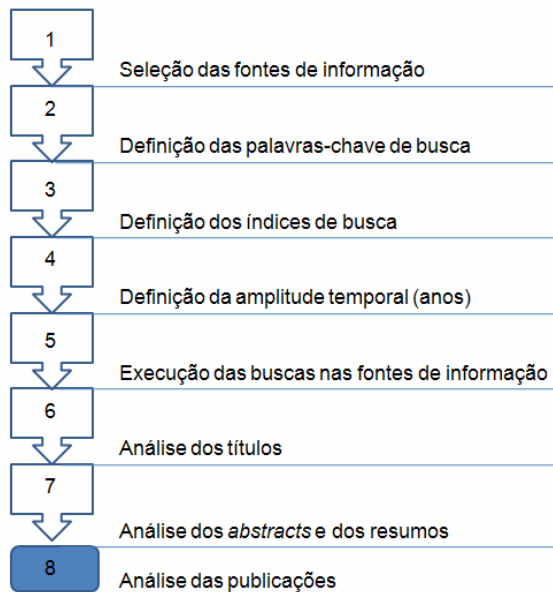 1
Seleção das fontes de informação
2
Definição das palavras-chave de busca
3
Definição dos índices de busca
4
Definição da amplitude temporal (anos)
5
Execução das buscas nas fontes de informação
6
Análise dos títulos
7
Análise dos abstracts e dos resumos
8
Análise das publicações